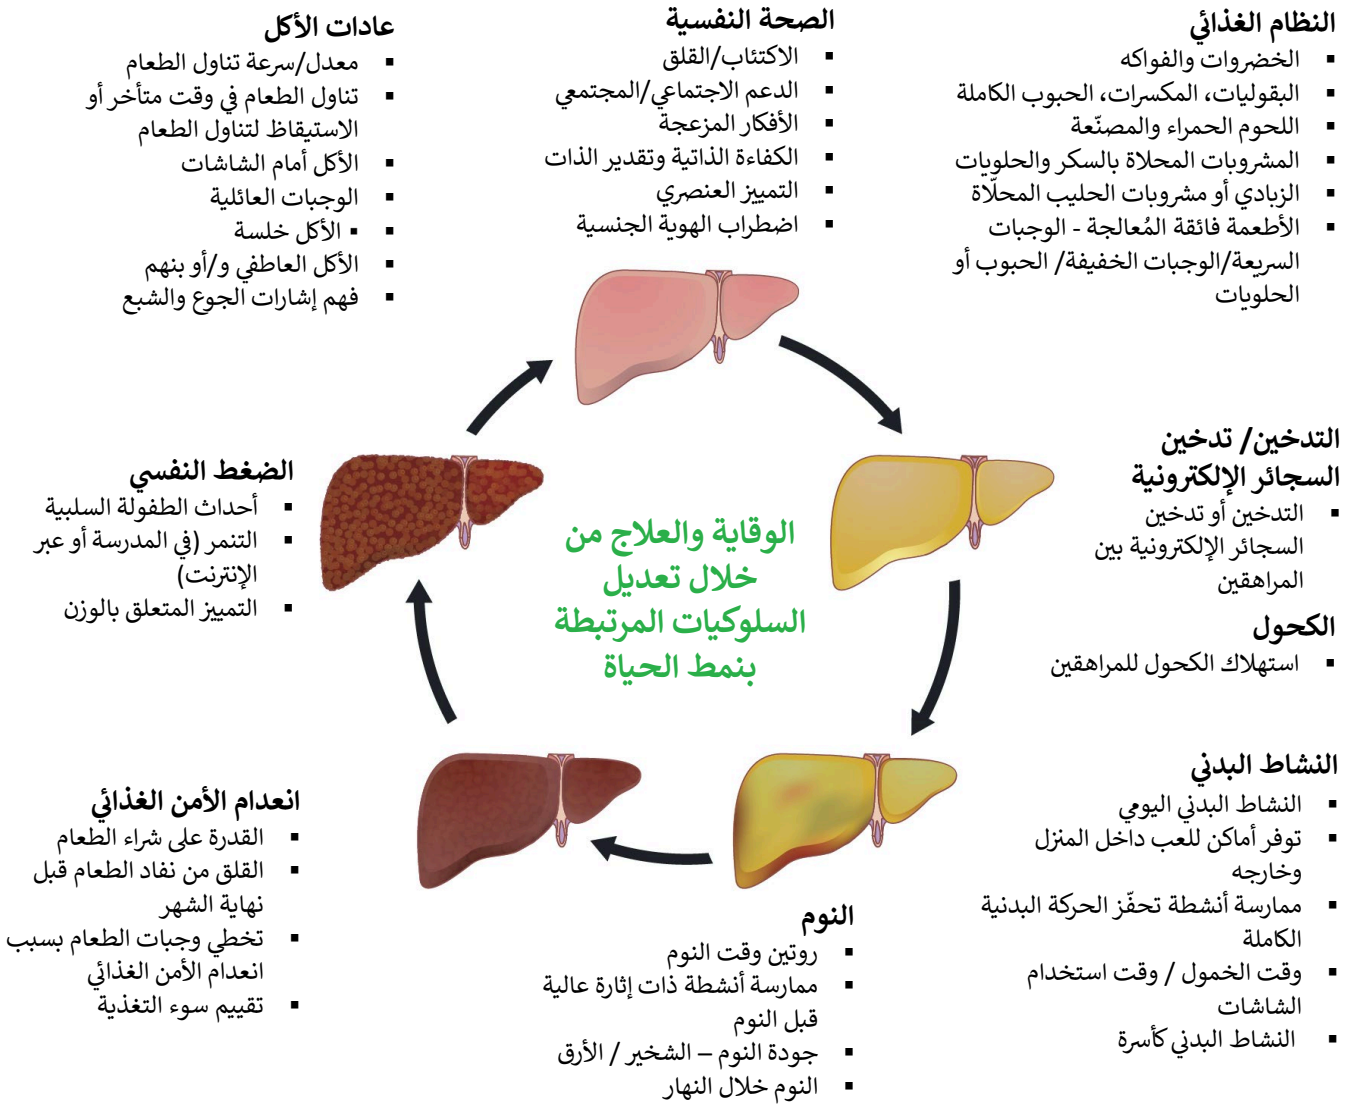 النظام الغذائي
▪ الخضروات والفواكه
▪ البقوليات، المكسرات، الحبوب الكاملة
▪ اللحوم الحمراء والمصنّعة
▪ المشروبات المحلاة بالسكر والحلويات
▪ الزبادي أو مشروبات الحليب المحلّاة
▪ الأطعمة فائقة المُعالجة - الوجبات
السريعة/الوجبات الخفيفة/ الحبوب أو
الحلويات
الصحة النفسية
▪ الاكتئاب/القلق
▪ الدعم الاجتماعي/المجتمعي
▪ الأفكار المزعجة
▪ الكفاءة الذاتية وتقدير الذات
▪ التمييز العنصري
▪ اضطراب الهوية الجنسية
عادات الأكل
▪ معدل/سرعة تناول الطعام
▪ تناول الطعام في وقت متأخر أو
الاستيقاظ لتناول الطعام
▪ الأكل أمام الشاشات
▪ الوجبات العائلية
▪ ▪ الأكل خلسة
▪ الأكل العاطفي و/أو بنهم
▪ فهم إشارات الجوع والشبع
التدخين/ تدخين
السجائر الإلكترونية
▪ التدخين أو تدخين
السجائر الإلكترونية بين
المراهقين
الكحول
▪ استهلاك الكحول للمراهقين
الوقاية والعلاج من
خلال تعديل
السلوكيات المرتبطة
بنمط الحياة
الضغط النفسي
▪ أحداث الطفولة السلبية
▪ التنمر (في المدرسة أو عبر
الإنترنت)
▪ التمييز المتعلق بالوزن
النشاط البدني
▪ النشاط البدني اليومي
▪ توفر أماكن للعب داخل المنزل
وخارجه
▪ ممارسة أنشطة تحفّز الحركة البدنية
الكاملة
▪ وقت الخمول / وقت استخدام
الشاشات
▪ النشاط البدني كأسرة
النوم
▪ روتين وقت النوم
▪ ممارسة أنشطة ذات إثارة عالية
قبل النوم
▪ جودة النوم – الشخير / الأرق
▪ النوم خلال النهار
انعدام الأمن الغذائي
▪ القدرة على شراء الطعام
▪ القلق من نفاد الطعام قبل
نهاية الشهر
▪ تخطي وجبات الطعام بسبب
انعدام الأمن الغذائي
▪ تقييم سوء التغذية